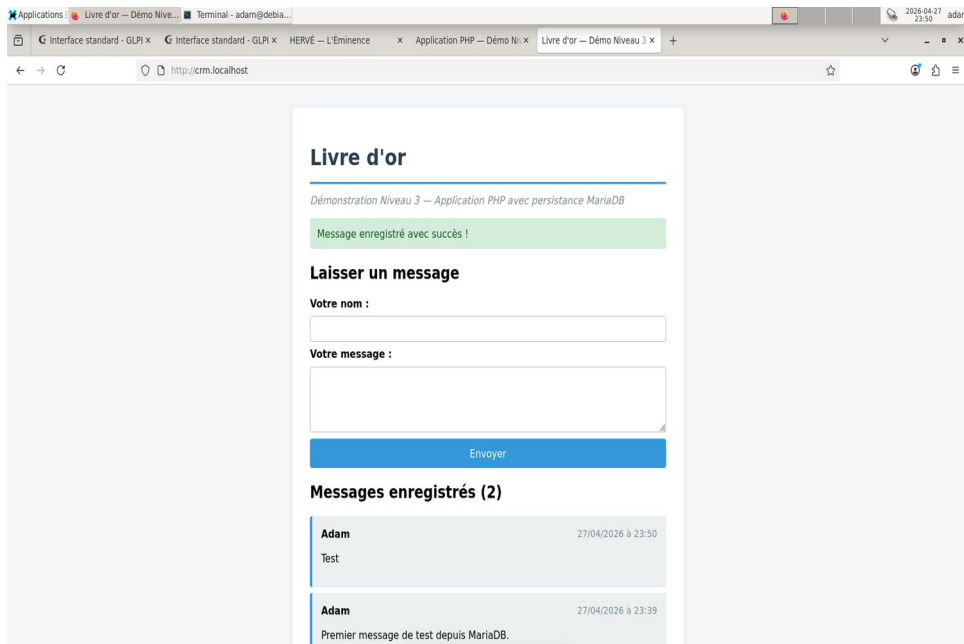 Applications
Livre d'or — Démo Nive...
Terminal - adam@debia...
2026-04-27
23:50
adam
Interface standard - GLPI
Interface standard - GLPI
HERVÉ — L'Éminence
Application PHP — Démo Niv
Livre d'or — Démo Niveau 3
http://crm.localhost
Livre d'or
Démonstration Niveau 3 — Application PHP avec persistance MariaDB
Message enregistré avec succès !
Laisser un message
Votre nom :
Votre message :
Envoyer
Messages enregistrés (2)
Adam 27/04/2026 à 23:50
Test
Adam 27/04/2026 à 23:39
Premier message de test depuis MariaDB.